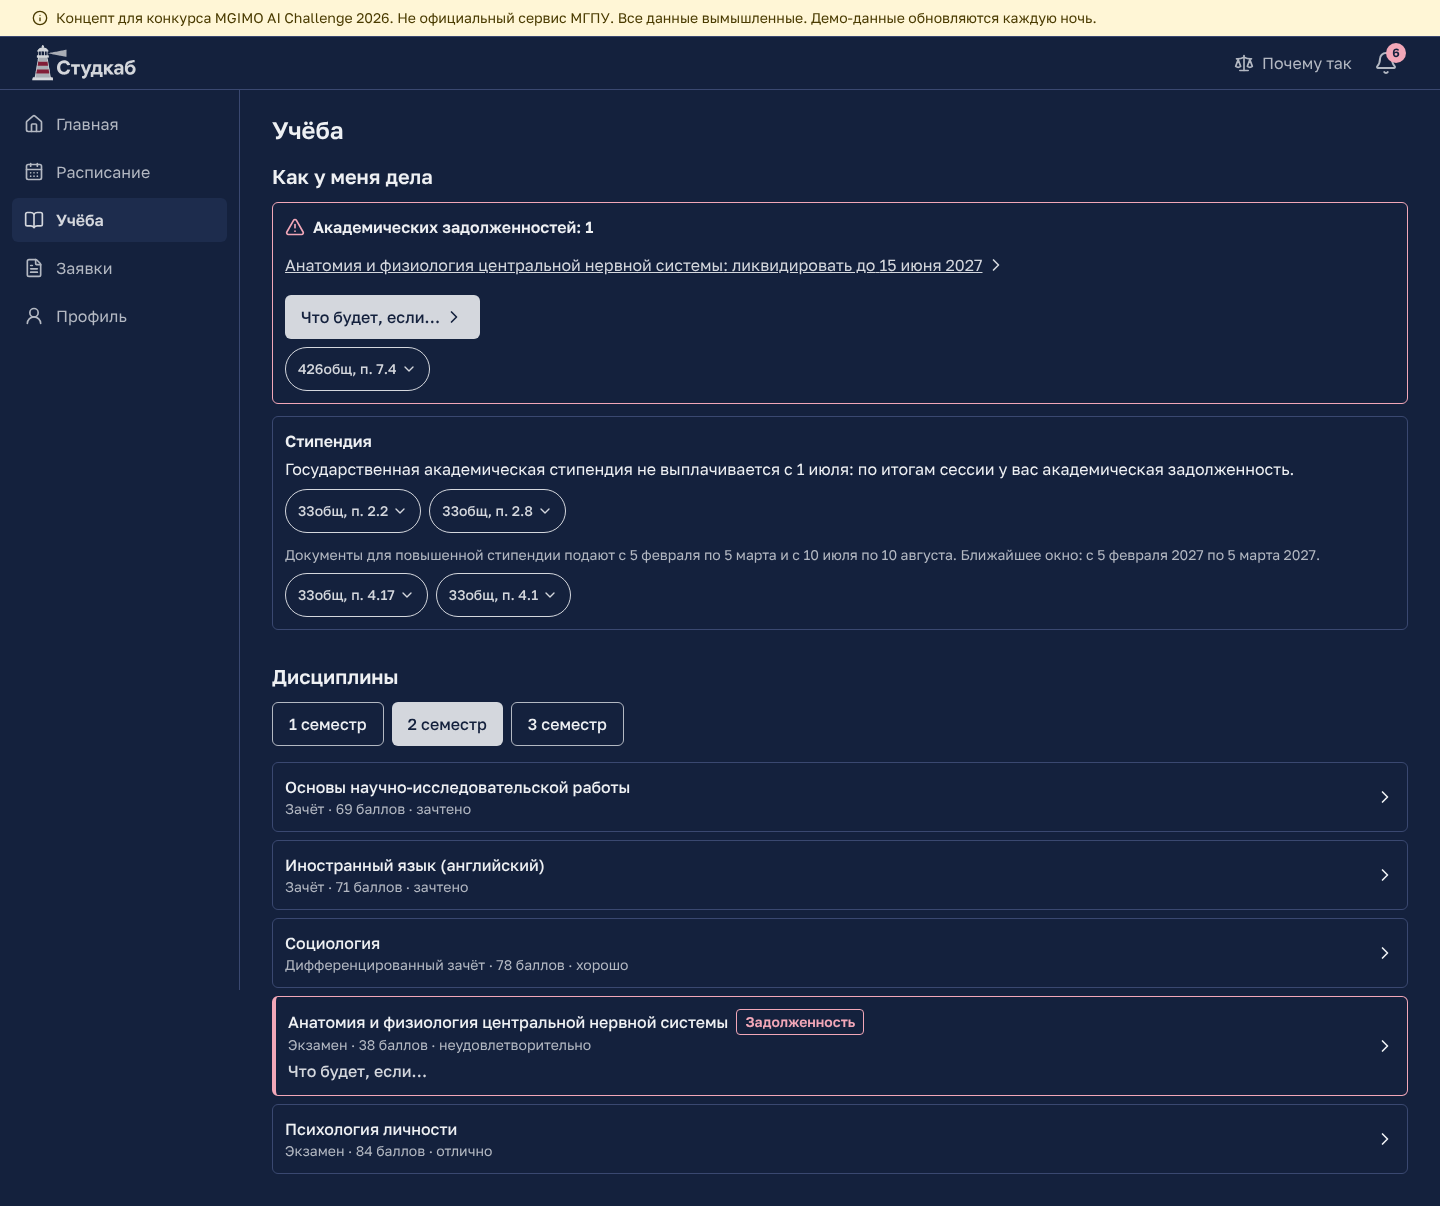 Концепт для конкурса MGIMO AI Challenge 2026. Не официальный сервис МГПУ. Все данные вымышленные. Демо-данные обновляются каждую ночь.
Студкаб
Почему так
6
Главная
Расписание
Учёба
Заявки
Профиль
Учёба
Как у меня дела
Академических задолженностей: 1
Анатомия и физиология центральной нервной системы: ликвидировать до 15 июня 2027
Что будет, если...
426общ, п. 7.4
Стипендия
Государственная академическая стипендия не выплачивается с 1 июля: по итогам сессии у вас академическая задолженность.
33общ, п. 2.2
33общ, п. 2.8
Документы для повышенной стипендии подают с 5 февраля по 5 марта и с 10 июля по 10 августа. Ближайшее окно: с 5 февраля 2027 по 5 марта 2027.
33общ, п. 4.17
33общ, п. 4.1
Дисциплины
1 семестр
2 семестр
3 семестр
Основы научно-исследовательской работы
Зачёт · 69 баллов · зачтено
Иностранный язык (английский)
Зачёт · 71 баллов · зачтено
Социология
Дифференцированный зачёт · 78 баллов · хорошо
Анатомия и физиология центральной нервной системы
Задолженность
Экзамен · 38 баллов · неудовлетворительно
Что будет, если...
Психология личности
Экзамен · 84 баллов · отлично